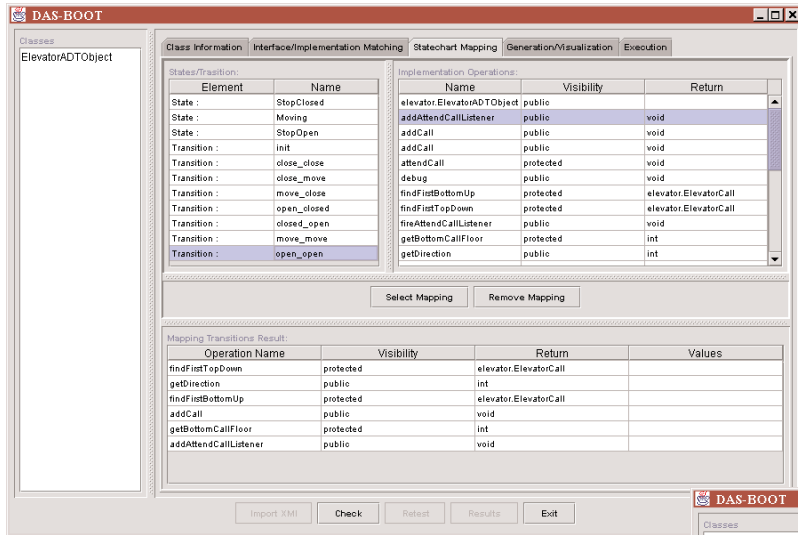 DAS-BOOT
Classes
ElevatorADTObject
Class Information Interface/Implementation Matching Statechart Mapping Generation/Visualization Execution
States/Trasition:
Element Name
State : StopClosed
State : Moving
State : StopOpen
Transition : init
Transition : close_close
Transition : close_move
Transition : move_close
Transition : open_closed
Transition : closed_open
Transition : move_move
Transition : open_open
Implementation Operations:
Name Visibility Return
elevator.ElevatorADTObject public
addAttendCallListener public void
addCall public void
addCall public void
attendCall protected void
debug public void
findFirstBottomUp protected elevator.ElevatorCall
findFirstTopDown protected elevator.ElevatorCall
fireAttendCallListener public void
getBottomCallFloor protected int
getDirection public int
Select Mapping Remove Mapping
Mapping Transitions Result:
Operation Name Visibility Return Values
findFirstTopDown protected elevator.ElevatorCall
getDirection public int
findFirstBottomUp protected elevator.ElevatorCall
addCall public void
getBottomCallFloor protected int
addAttendCallListener public void
Import XMI Check Retest Results Exit
DAS-BOOT
Classes